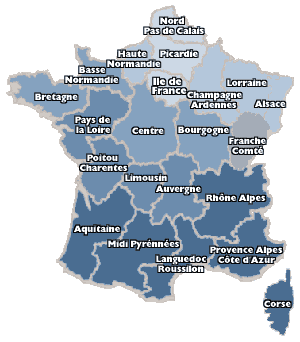 Nord
Pas de Calais
Haute
Normandie
Picardie
Basse
Normandie
Ile de
France
Champagne
Ardennes
Lorraine
Alsace
Bretagne
Pays de
la Loire
Centre
Bourgogne
Franche
Comté
Poitou
Charentes
Limousin
Auvergne
Rhône Alpes
Aquitaine
Midi Pyrénnées
Languedoc
Roussilon
Provence Alpes
Côte d'Azur
Corse